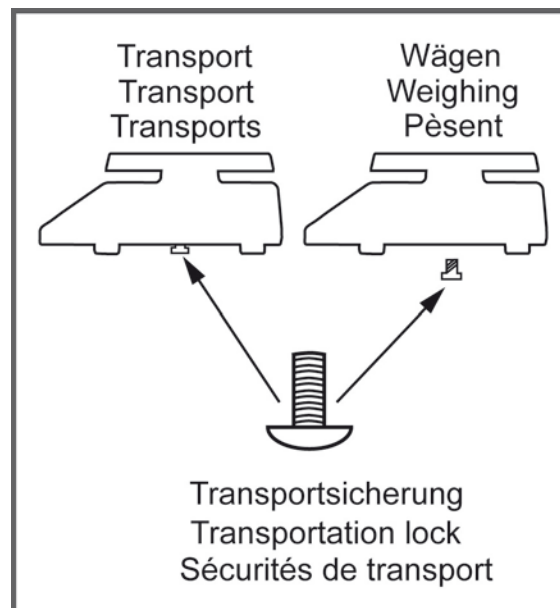 Transport
Transport
Transports
Wägen
Weighing
Pèsent
Transportsicherung
Transportation lock
Sécurités de transport